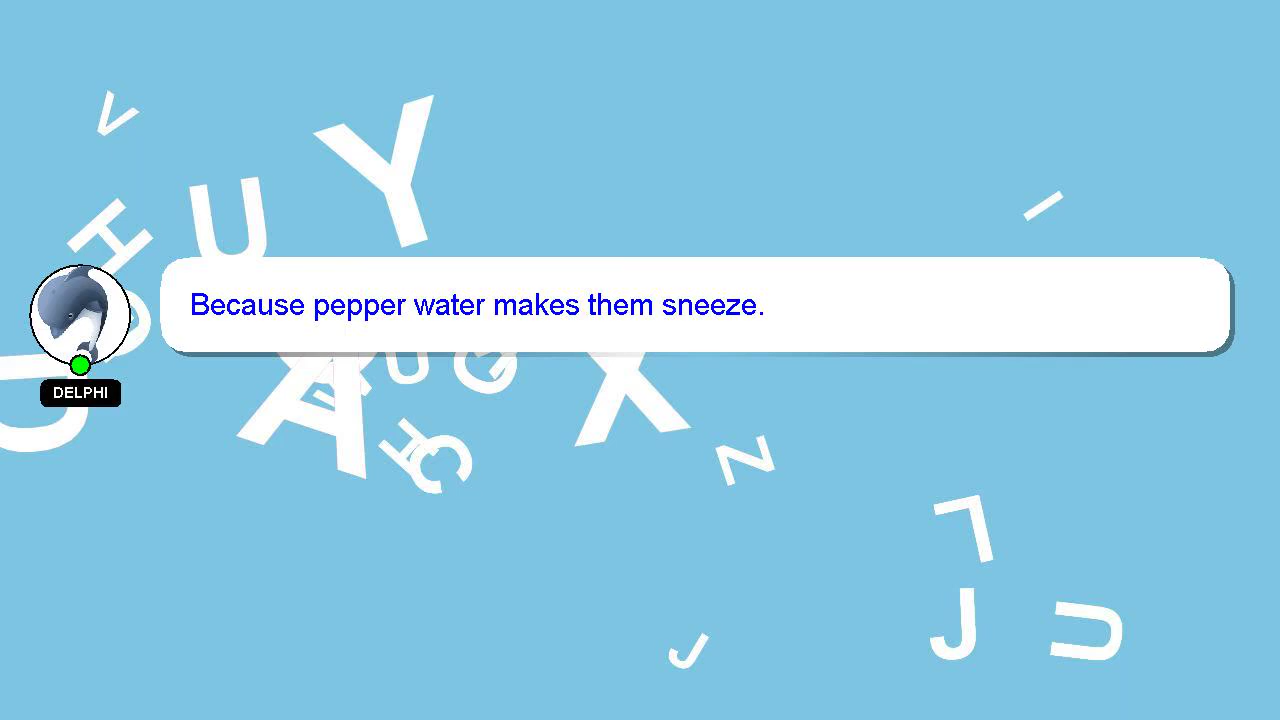 V
Y
H
U
I
Because pepper water makes them sneeze.
DELPHI
U
G
X
A
H
C
Z
L
J
U
J